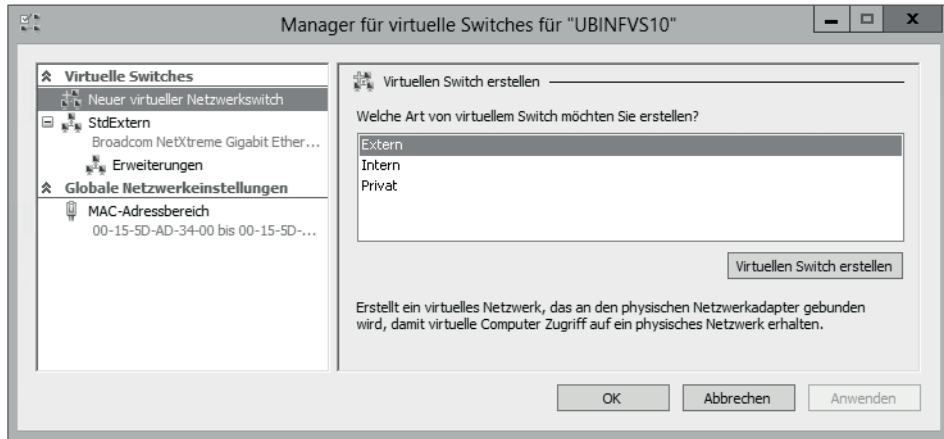 Manager für virtuelle Switches für "UBINFVS10"
Virtuelle Switches
Neuer virtueller Netzwerkswitch
StdExtern
Broadcom NetXtreme Gigabit Ether...
Erweiterungen
Globale Netzwerkeinstellungen
MAC-Adressbereich
00-15-5D-AD-34-00 bis 00-15-5D-...
Virtuellen Switch erstellen
Welche Art von virtuellem Switch möchten Sie erstellen?
Extern
Intern
Privat
Virtuellen Switch erstellen
Erstellt ein virtuelles Netzwerk, das an den physischen Netzwerkadapter gebunden
wird, damit virtuelle Computer Zugriff auf ein physisches Netzwerk erhalten.
OK
Abbrechen
Anwenden